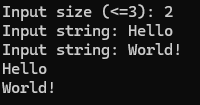 Input size (<=3): 2
Input string: Hello
Input string: World!
Hello
World!